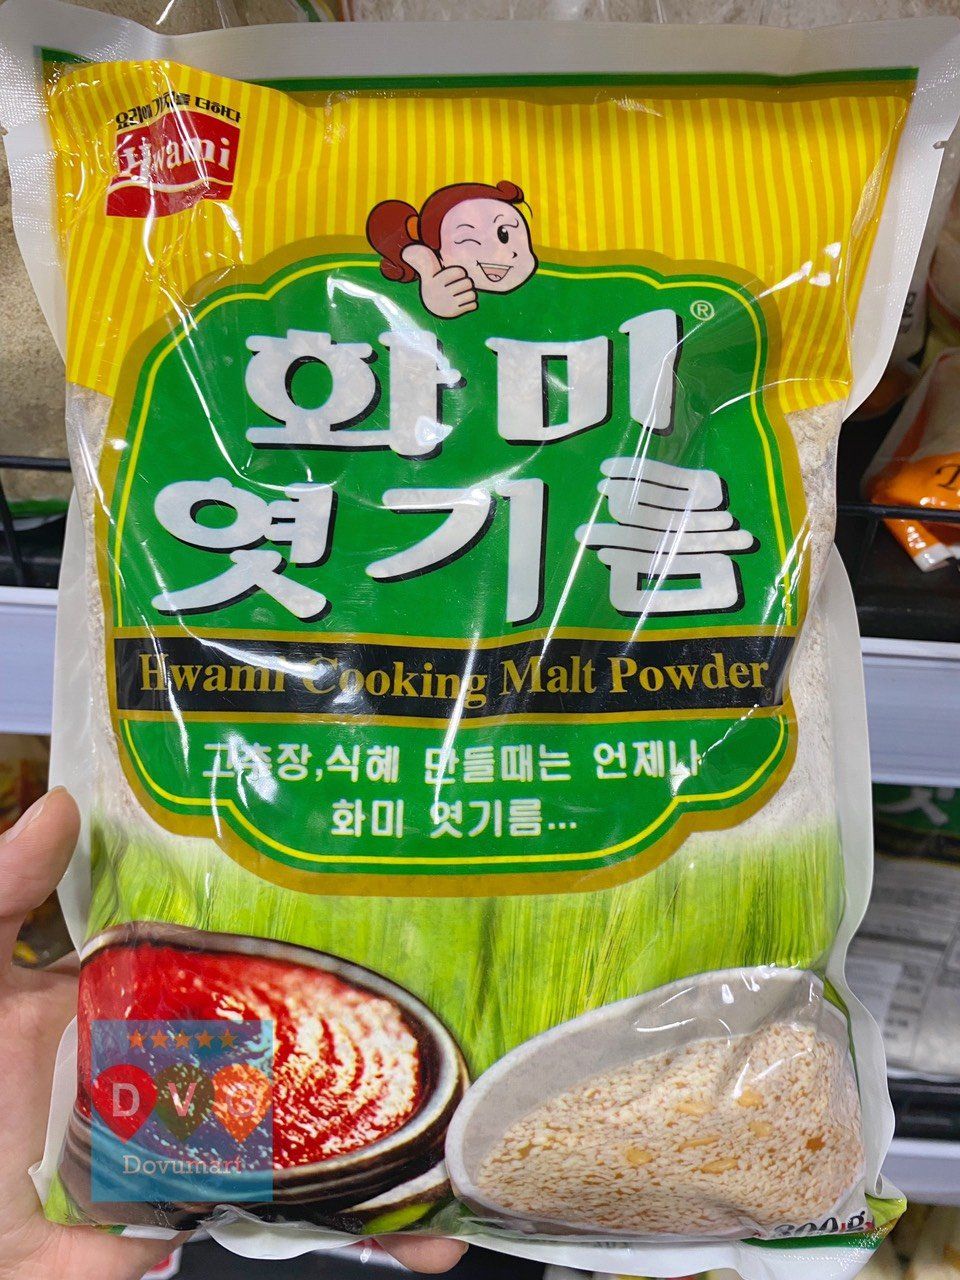 요리에 가치를 더하다
Hwami
화미®
엿기름
Hwami Cooking Malt Powder
고추장,식혜 만들때는 언제나
화미 엿기름...
D V G
Dovumart
300 g